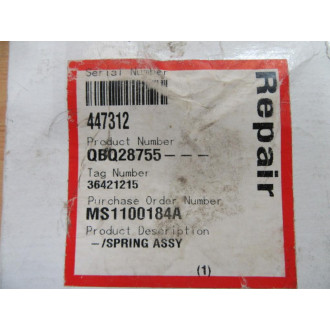 Serial Number
447312
Product Number
QBQ28755---
Tag Number
36421215
Purchase Order Number
MS1100184A
Product Description
-/SPRING ASSY
(1)
Repair